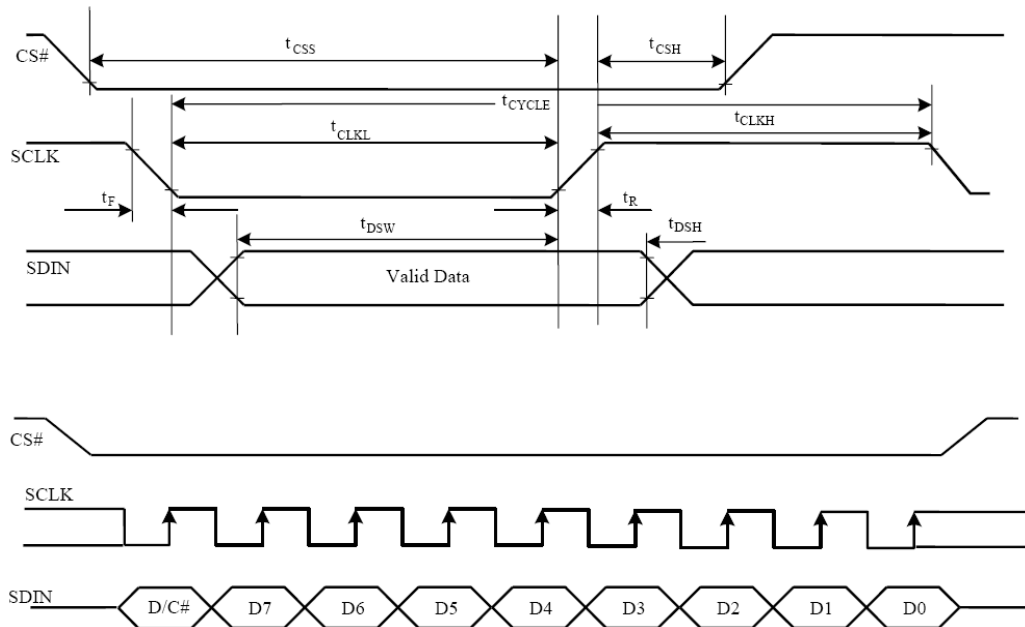 CS#
tCSS
tCSH
tCYCLE
tCLKL
tCLKH
SCLK
tF
tR
tDSW
tDSH
SDIN
Valid Data
CS#
SCLK
SDIN
D/C# D7 D6 D5 D4 D3 D2 D1 D0